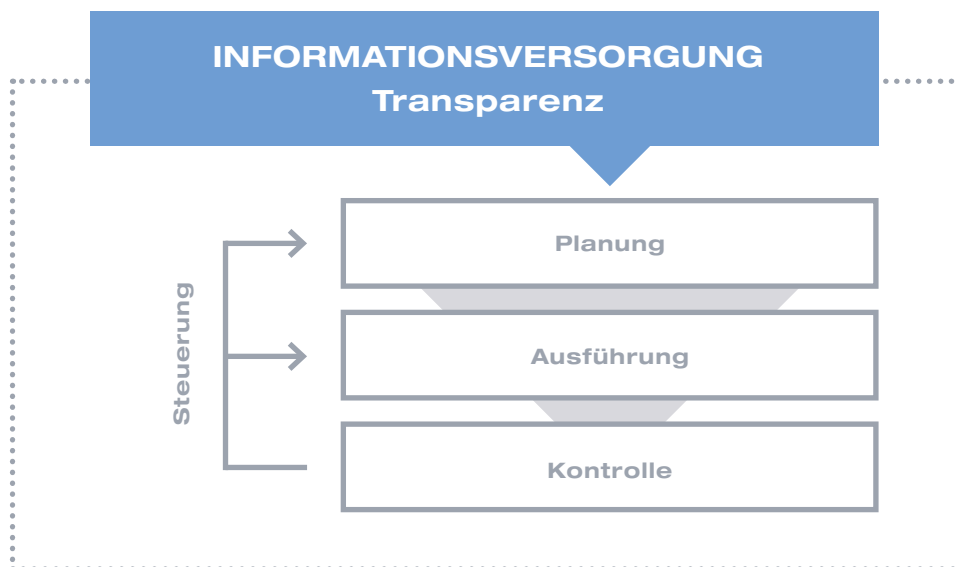 INFORMATIONSVERSORGUNG
Transparenz
Planung
Steuerung
Ausführung
Kontrolle